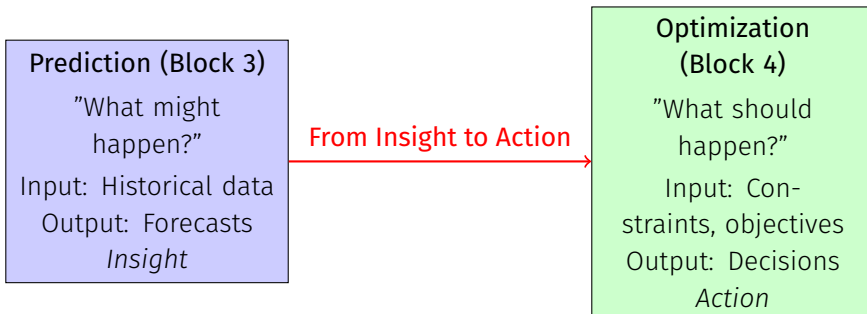 Prediction (Block 3)
”What might
happen?”
Input: Historical data
Output: Forecasts
Insight
From Insight to Action
Optimization
(Block 4)
”What should
happen?”
Input: Con-
straints, objectives
Output: Decisions
Action